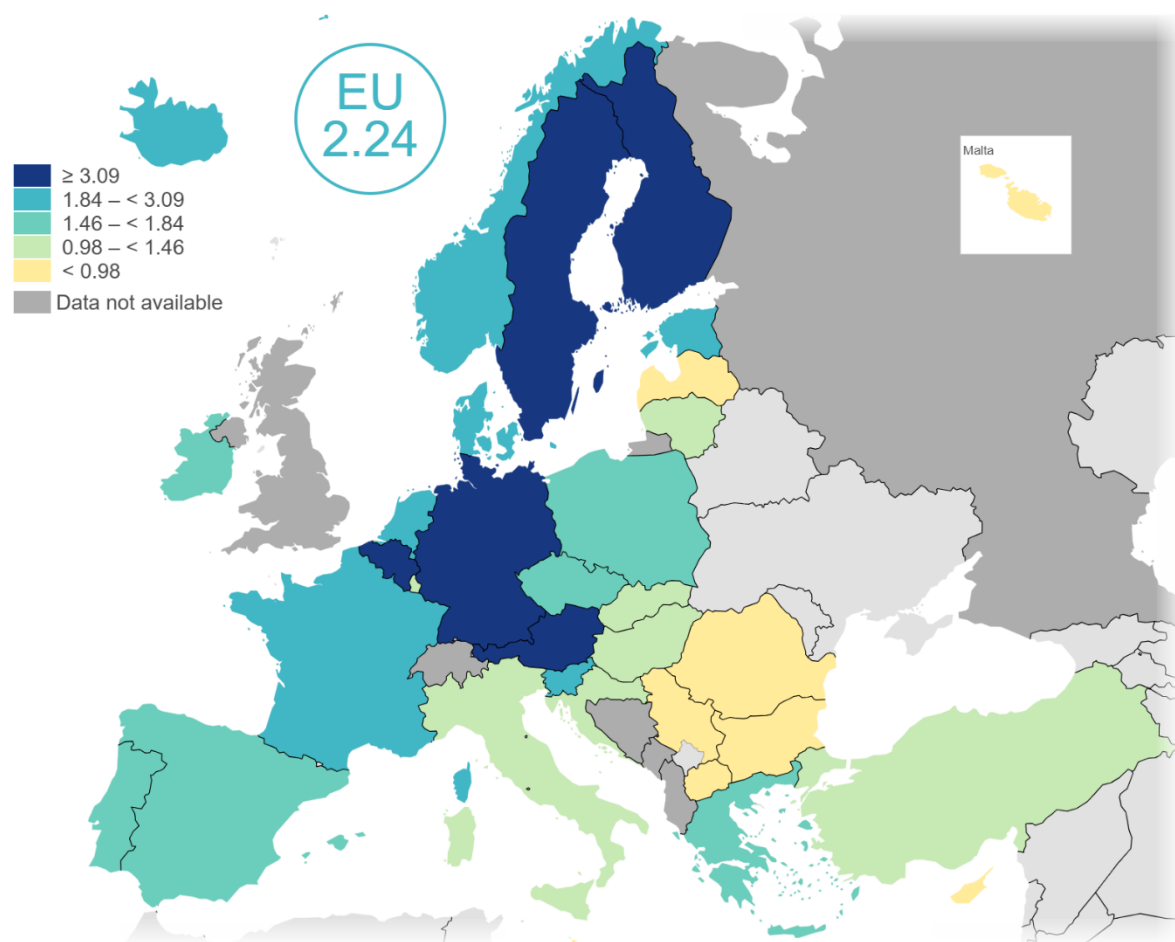 EU
2.24
Malta
≥ 3.09
1.84 – < 3.09
1.46 – < 1.84
0.98 – < 1.46
< 0.98
Data not available